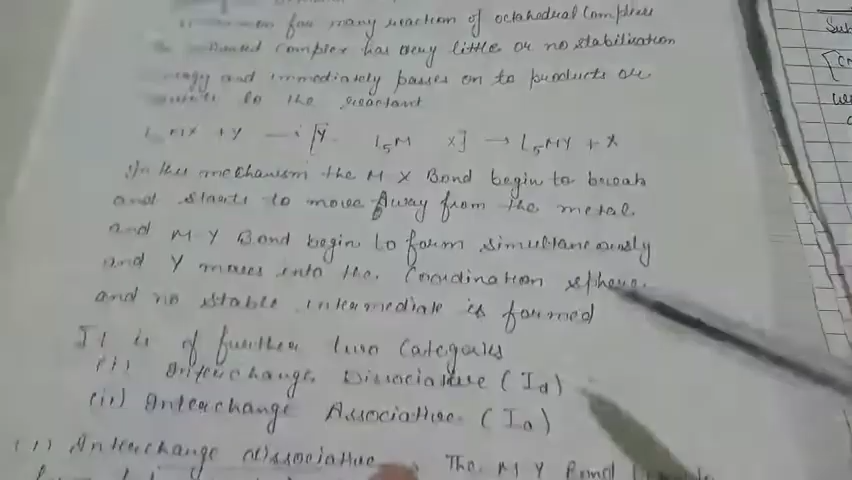 for many reaction of octahedral complexes
complex has very little or no stabilisation
energy and immediately passes on to products or
to the reactant
L5MX + Y → [Y L5M X] → L5MY + X
In this mechanism the M X Bond begin to break
and starts to move Away from the metal
and M Y Bond begin to form simultaneously
and Y moves into the Coordination sphere.
and no stable intermediate is formed
It is of further two Categories
(i) Interchange Dissociative (Id)
(ii) Interchange Associative (Ia)
(i) Interchange The M Y Bond
Sub